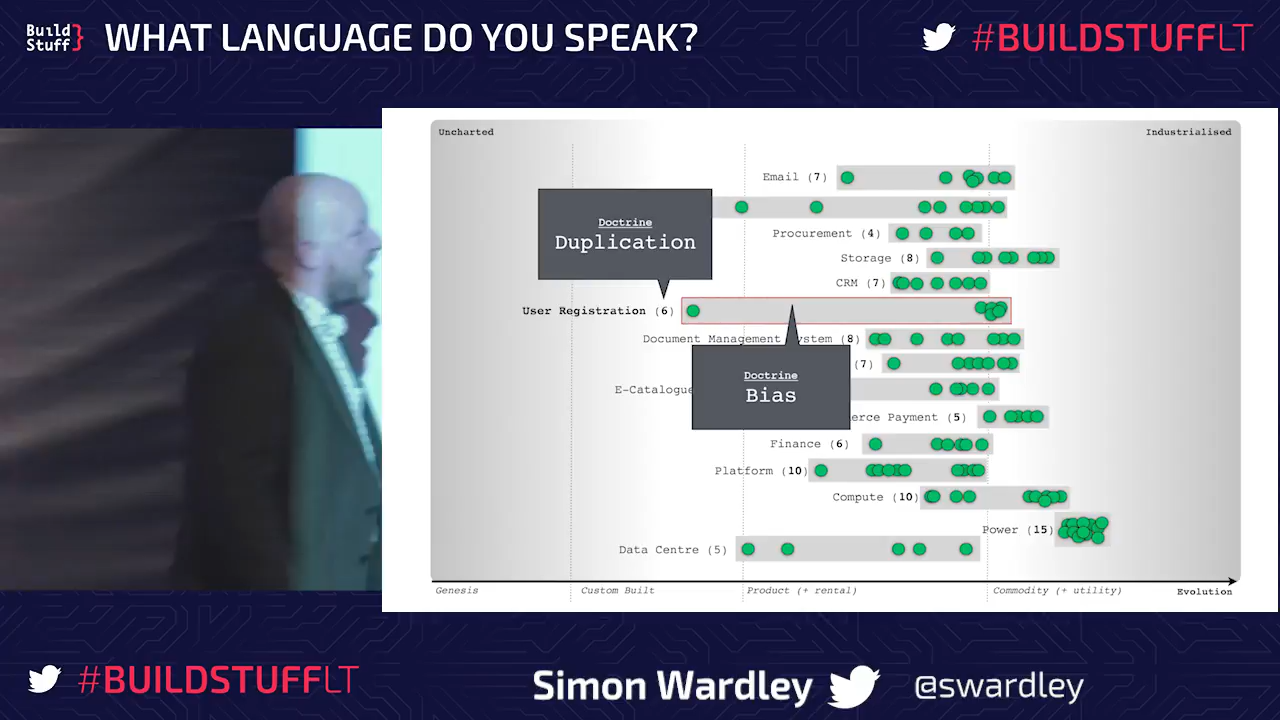 Build
Stuff}
WHAT LANGUAGE DO YOU SPEAK?
#BUILDSTUFFLT
Uncharted
Industrialised
Email (7)
Doctrine
Duplication
Procurement (4)
Storage (8)
CRM (7)
User Registration (6)
Document Management System (8)
(7)
Doctrine
Bias
E-Catalogue
Payment (5)
Finance (6)
Platform (10)
Compute (10)
Power (15)
Data Centre (5)
Genesis
Custom Built
Product (+ rental)
Commodity (+ utility)
Evolution
#BUILDSTUFFLT
Simon Wardley
@swardley